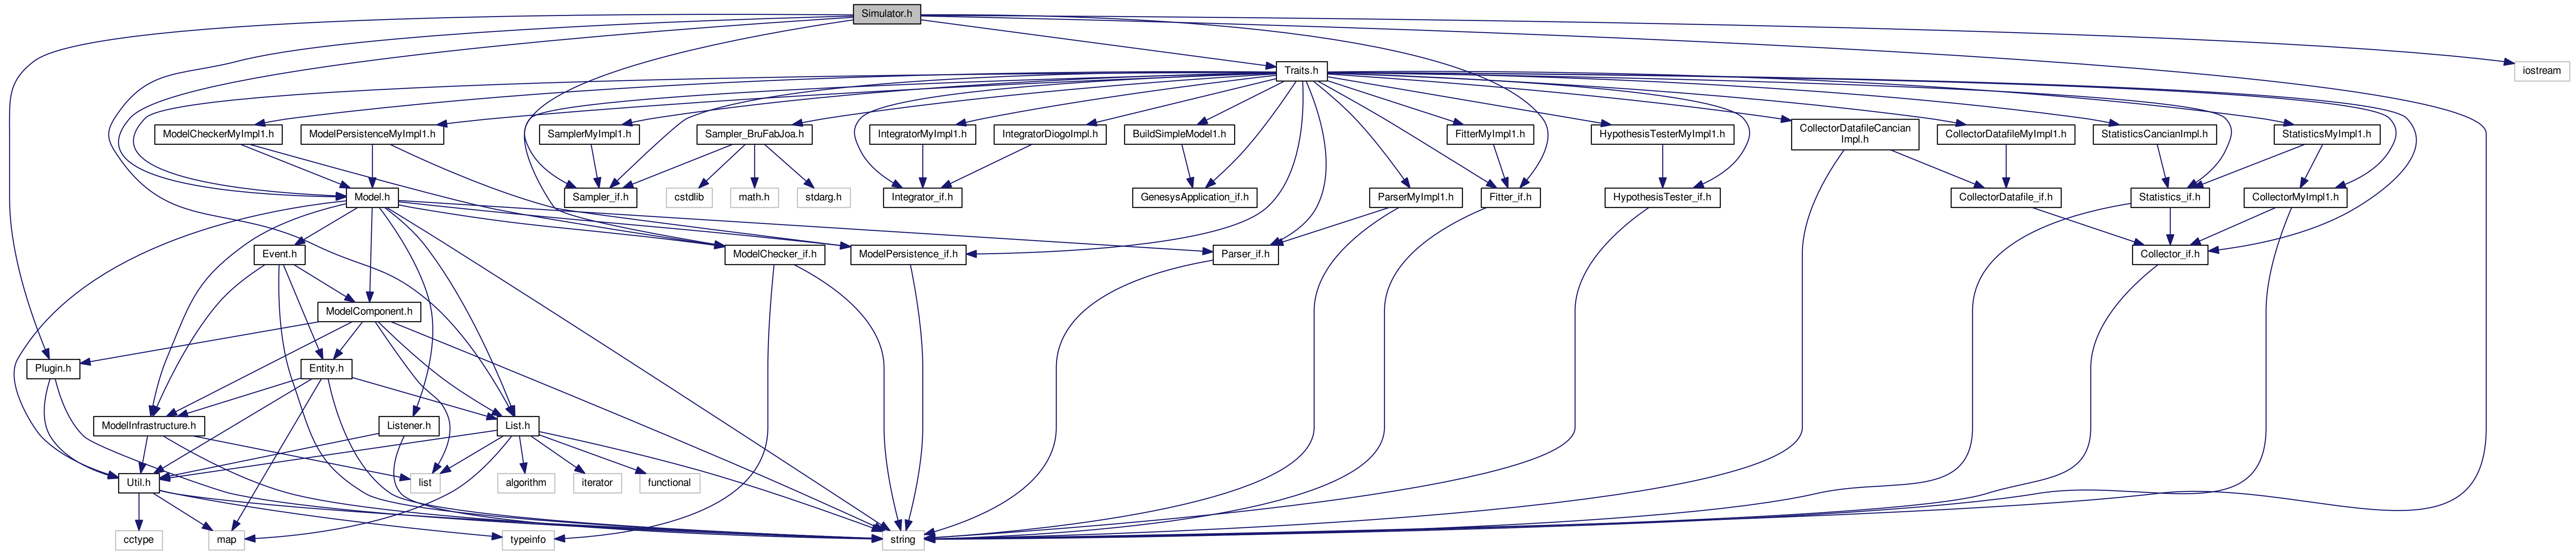 Simulator.h
Traits.h
iostream
ModelCheckerMyImpl1.h
ModelPersistenceMyImpl1.h
SamplerMyImpl1.h
Sampler_BruFabJoa.h
IntegratorMyImpl1.h
IntegratorDiogoImpl.h
BuildSimpleModel1.h
FitterMyImpl1.h
HypothesisTesterMyImpl1.h
CollectorDatafileCancian
Impl.h
CollectorDatafileMyImpl1.h
StatisticsCancianImpl.h
StatisticsMyImpl1.h
Model.h
Sampler_if.h
cstdlib
math.h
stdarg.h
Integrator_if.h
GenesysApplication_if.h
ParserMyImpl1.h
Fitter_if.h
HypothesisTester_if.h
CollectorDatafile_if.h
Statistics_if.h
CollectorMyImpl1.h
Event.h
ModelChecker_if.h
ModelPersistence_if.h
Parser_if.h
Collector_if.h
ModelComponent.h
Plugin.h
Entity.h
ModelInfrastructure.h
Listener.h
List.h
Util.h
list
algorithm
iterator
functional
cctype
map
typeinfo
string